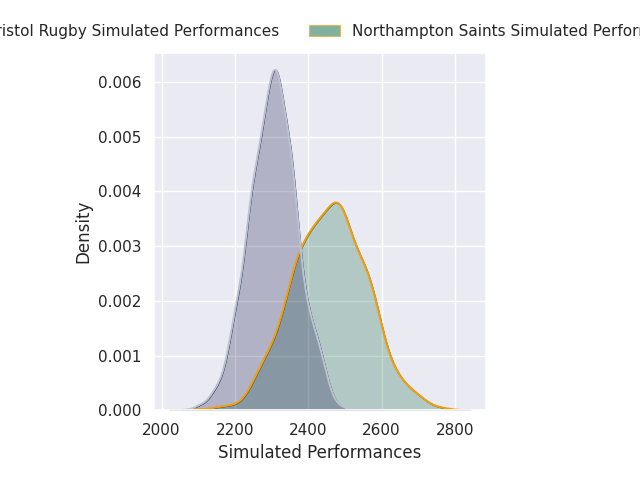 ristol Rugby Simulated Performances
Northampton Saints Simulated Perfor
0.006
0.005
0.004
0.003
0.002
0.001
0.000
Density
2000 2200 2400 2600 2800
Simulated Performances